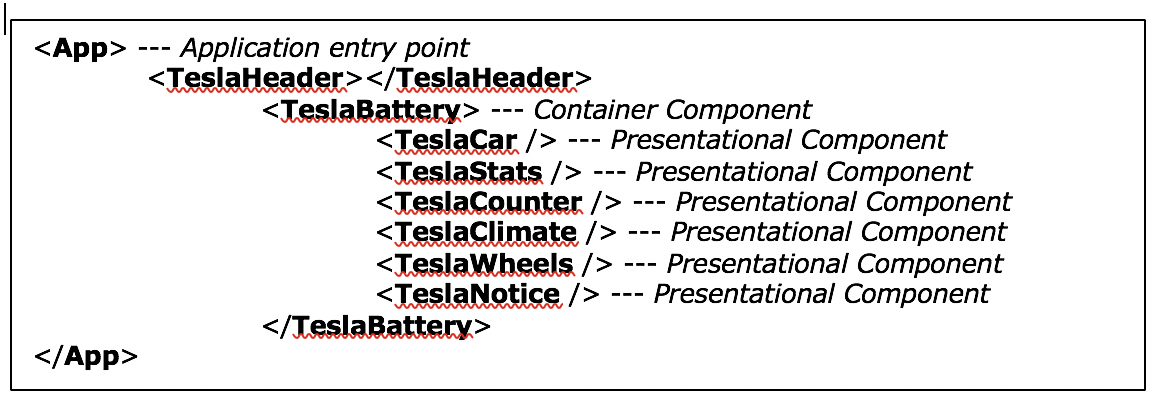 <App> --- Application entry point
<TeslaHeader></TeslaHeader>
<TeslaBattery> --- Container Component
<TeslaCar /> --- Presentational Component
<TeslaStats /> --- Presentational Component
<TeslaCounter /> --- Presentational Component
<TeslaClimate /> --- Presentational Component
<TeslaWheels /> --- Presentational Component
<TeslaNotice /> --- Presentational Component
</TeslaBattery>
</App>